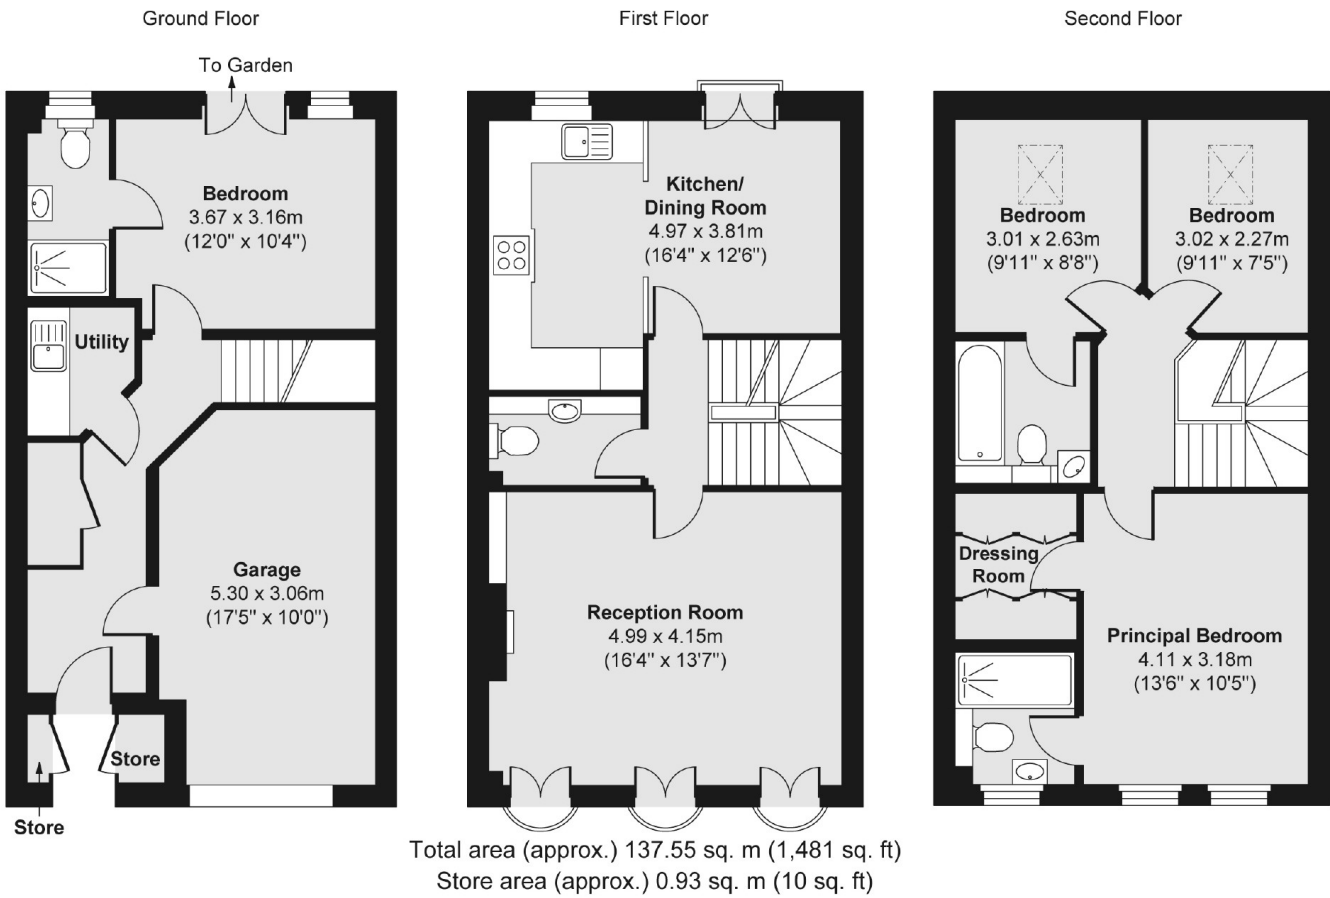 Ground Floor
To Garden
Bedroom
3.67 x 3.16m
(12'0" x 10'4")
Utility
Garage
5.30 x 3.06m
(17'5" x 10'0")
Store
Store
First Floor
Kitchen/
Dining Room
4.97 x 3.81m
(16'4" x 12'6")
Reception Room
4.99 x 4.15m
(16'4" x 13'7")
Second Floor
Bedroom
3.01 x 2.63m
(9'11" x 8'8")
Bedroom
3.02 x 2.27m
(9'11" x 7'5")
Dressing
Room
Principal Bedroom
4.11 x 3.18m
(13'6" x 10'5")
Total area (approx.) 137.55 sq. m (1,481 sq. ft)
Store area (approx.) 0.93 sq. m (10 sq. ft)